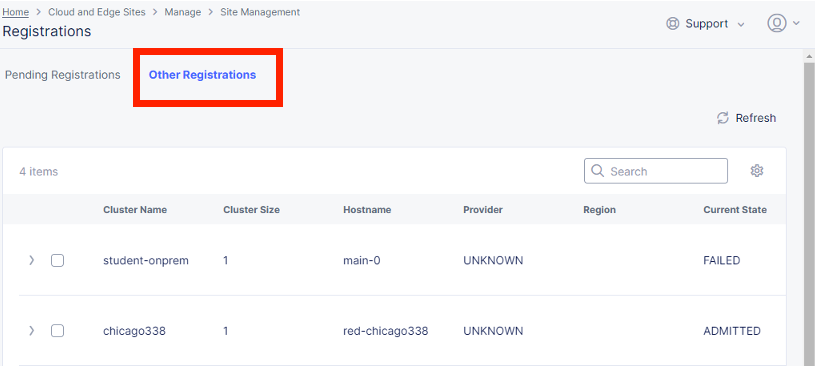 Home > Cloud and Edge Sites > Manage > Site Management
Registrations
Support
Pending Registrations Other Registrations
Refresh
4 items Search
Cluster Name Cluster Size Hostname Provider Region Current State
student-onprem 1 main-0 UNKNOWN FAILED
chicago338 1 red-chicago338 UNKNOWN ADMITTED